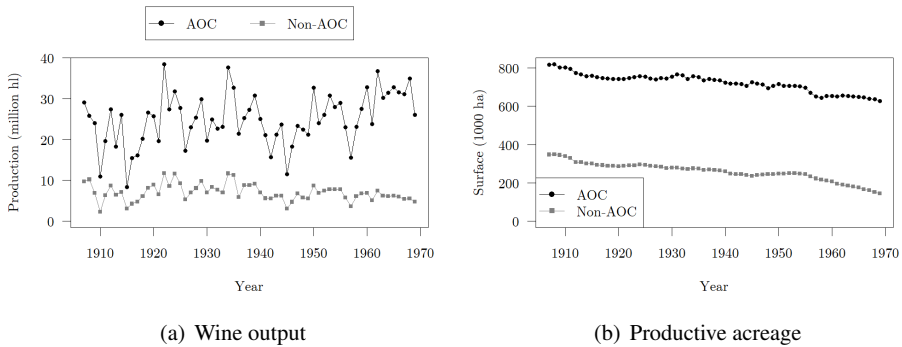 AOC Non-AOC
Production (million hl)
40
30
20
10
0
1910 1920 1930 1940 1950 1960 1970
Year
(a) Wine output
Surface (1000 ha)
800
600
400
200
0
AOC
Non-AOC
1910 1920 1930 1940 1950 1960 1970
Year
(b) Productive acreage